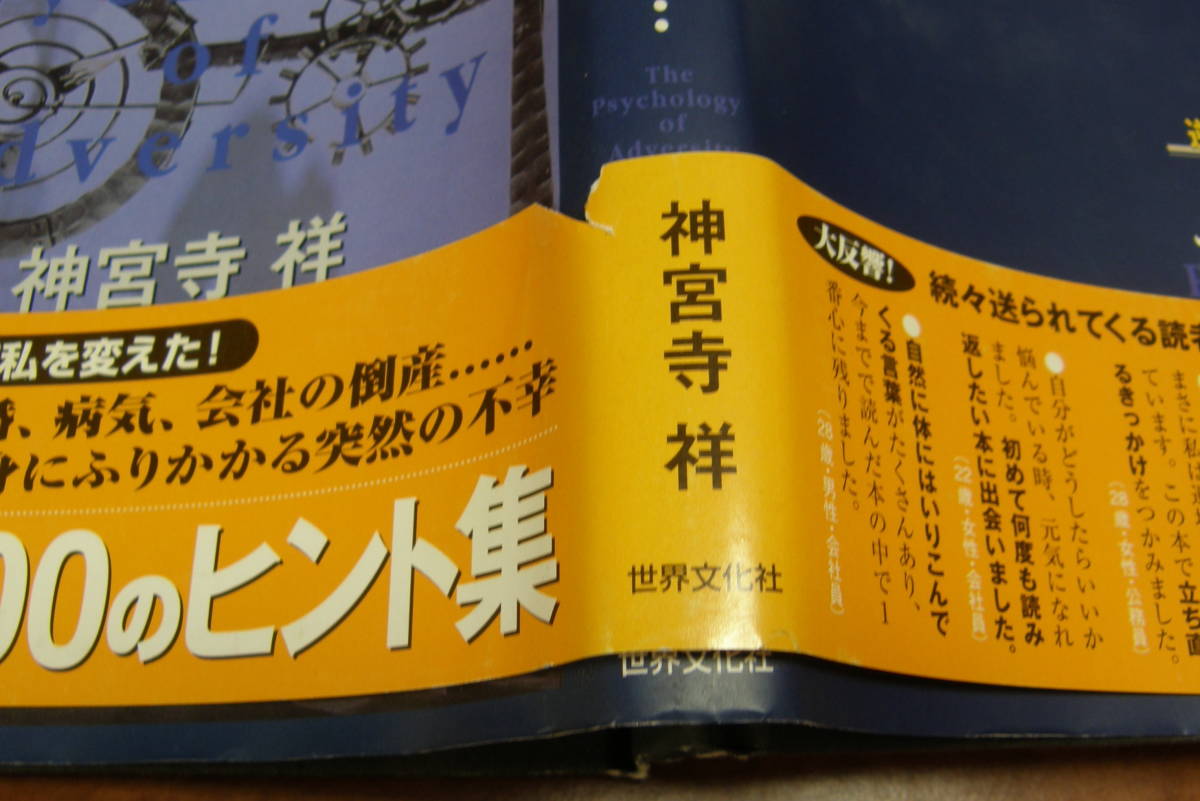 of
dversity
神宮寺 祥
私を変えた!
、病気、会社の倒産……
身にふりかかる突然の不幸
00のヒント集
The
Psychology
of
Adversity
神宮寺 祥
世界文化社
世界文化社
大反響!
続々送られてくる読
まさに私に
ています。この本で立ち直
るきっかけをつかみました。
(28歳・女性・公務員)
●自分がどうしたらいいか
悩んでいる時、元気になれ
ました。初めて何度も読み
返したい本に出会いました。
(22歳・女性・会社員)
●自然に体にはいりこんで
くる言葉がたくさんあり、
今まで読んだ本の中で1
番心に残りました。
(28歳・男性・会社員)